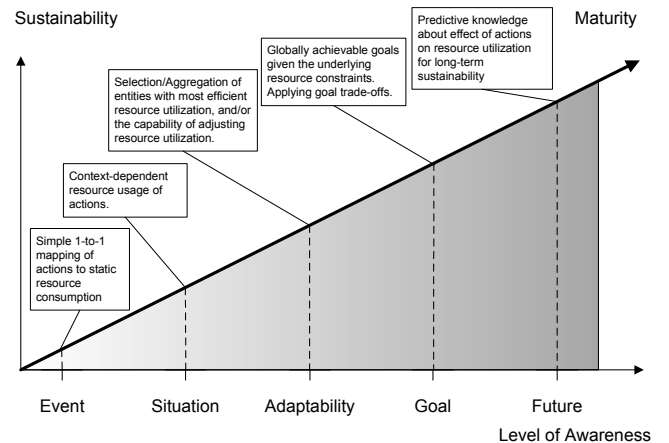 Sustainability
Maturity
Predictive knowledge
about effect of actions
on resource utilization
for long-term
sustainability
Globally achievable goals
given the underlying
resource constraints.
Applying goal trade-offs.
Selection/Aggregation of
entities with most efficient
resource utilization, and/or
the capability of adjusting
resource utilization.
Context-dependent
resource usage of
actions.
Simple 1-to-1
mapping of
actions to static
resource
consumption
Event
Situation
Adaptability
Goal
Future
Level of Awareness